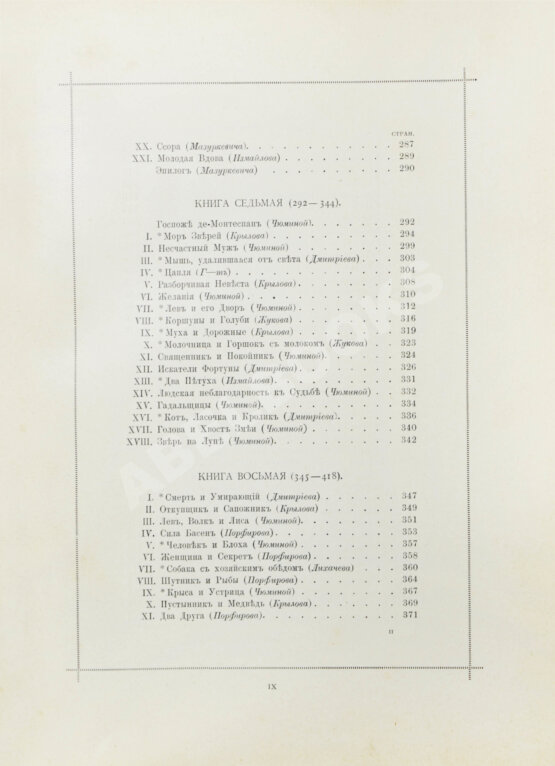 СТРАН.
XX. Ссора (Мазуркевича). . . . . . . . . . . . 287
XXI. Молодая Вдова (Измайлова) . . . . . . . . . 289
Эпилогъ (Мазуркевича) . . . . . . . . . . . 290
КНИГА СЕДЬМАЯ (292—344).
Госпожѣ де-Монтеспанъ (Чюминой). . . . . . . 292
I. * Моръ Звѣрей (Крылова) . . . . . . . . . . 294
II. Несчастный Мужъ (Чюминой) . . . . . . . . . 299
III. * Мышь, удалившаяся отъ свѣта (Дмитріева) . . . 303
IV. * Цапля (Г—тъ) . . . . . . . . . . . . . 304
V. Разборчивая Невѣста (Крылова). . . . . . . . 308
VI. Желанія (Чюминой) . . . . . . . . . . . . 310
VII. * Левъ и его Дворъ (Чюминой) . . . . . . . . 312
VIII. * Коршуны и Голуби (Жукова) . . . . . . . . 316
IX. * Муха и Дорожные (Крылова) . . . . . . . . 319
X. * Молочница и Горшокъ съ молокомъ (Жукова) . . 323
XI. Священникъ и Покойникъ (Чюминой). . . . . . 324
XII. Искатели Фортуны (Дмитріева) . . . . . . . . 326
XIII. * Два Пѣтуха (Измайлова). . . . . . . . . . 331
XIV. Людская неблагодарность къ Судьбѣ (Чюминой) . . 332
XV. Гадальщицы (Чюминой). . . . . . . . . . . 334
XVI. * Котъ, Ласочка и Кроликъ (Дмитріева). . . . . 336
XVII. Голова и Хвостъ Змѣи (Чюминой) . . . . . . . 340
XVIII. Звѣрь на Лунѣ (Чюминой). . . . . . . . . . 342
КНИГА ВОСЬМАЯ (345—418).
I. * Смерть и Умирающій (Дмитріева) . . . . . . . 347
II. Откупщикъ и Сапожникъ (Крылова) . . . . . . 349
III. Левъ, Волкъ и Лиса (Чюминой). . . . . . . . 351
IV. Сила Басенъ (Порфирова) . . . . . . . . . . 353
V. * Человѣкъ и Блоха (Чюминой) . . . . . . . . 357
VI. Женщина и Секретъ (Порфирова). . . . . . . . 358
VII. * Собака съ хозяйскимъ обѣдомъ (Лихачева) . . . 360
VIII. Шутникъ и Рыбы (Порфирова) . . . . . . . . 364
IX. * Крыса и Устрица (Чюминой) . . . . . . . . 367
X. Пустынникъ и Медвѣдь (Крылова) . . . . . . . 369
XI. Два Друга (Порфирова). . . . . . . . . . . 371
II
IX